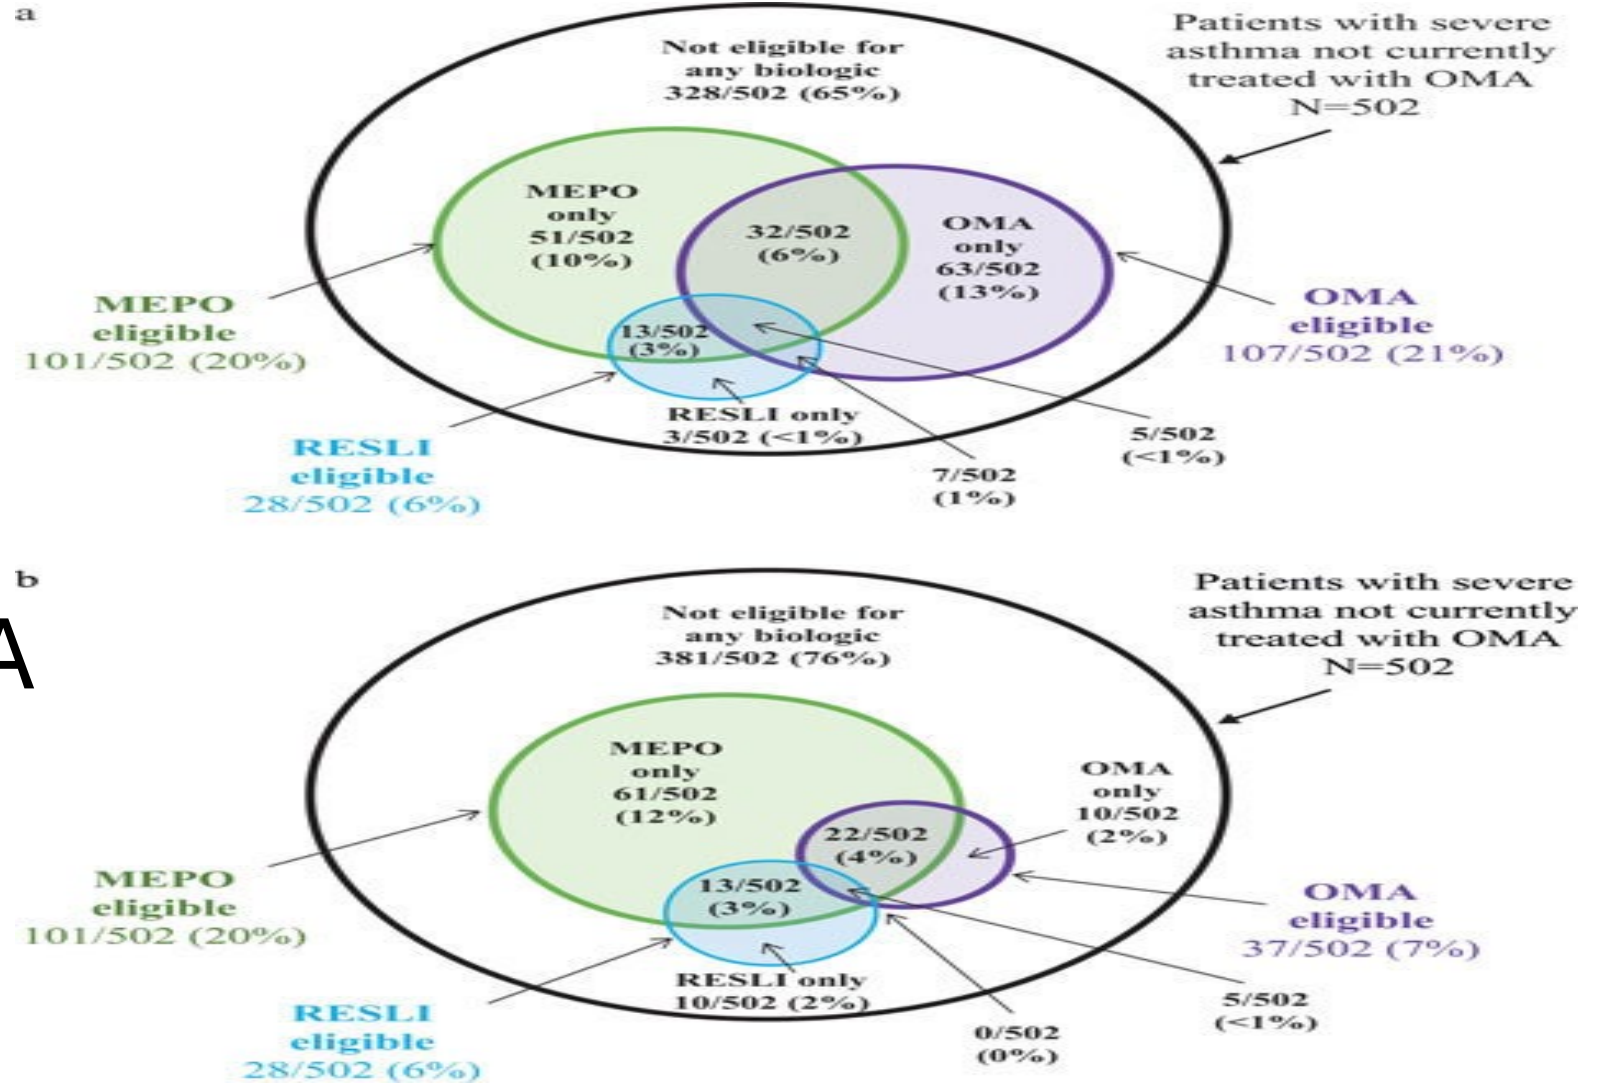 a
Patients with severe
asthma not currently
treated with OMA
N=502
Not eligible for
any biologic
328/502 (65%)
MEPO
only
51/502
(10%)
32/502
(6%)
OMA
only
63/502
(13%)
MEPO
eligible
101/502 (20%)
OMA
eligible
107/502 (21%)
13/502
(3%)
RESLI only
3/502 (<1%)
RESLI
eligible
28/502 (6%)
5/502
(<1%)
7/502
(1%)
b
Patients with severe
asthma not currently
treated with OMA
N=502
Not eligible for
any biologic
381/502 (76%)
A
MEPO
only
61/502
(12%)
OMA
only
10/502
(2%)
22/502
(4%)
MEPO
eligible
101/502 (20%)
13/502
(3%)
OMA
eligible
37/502 (7%)
RESLI only
10/502 (2%)
RESLI
eligible
28/502 (6%)
5/502
(<1%)
0/502
(0%)